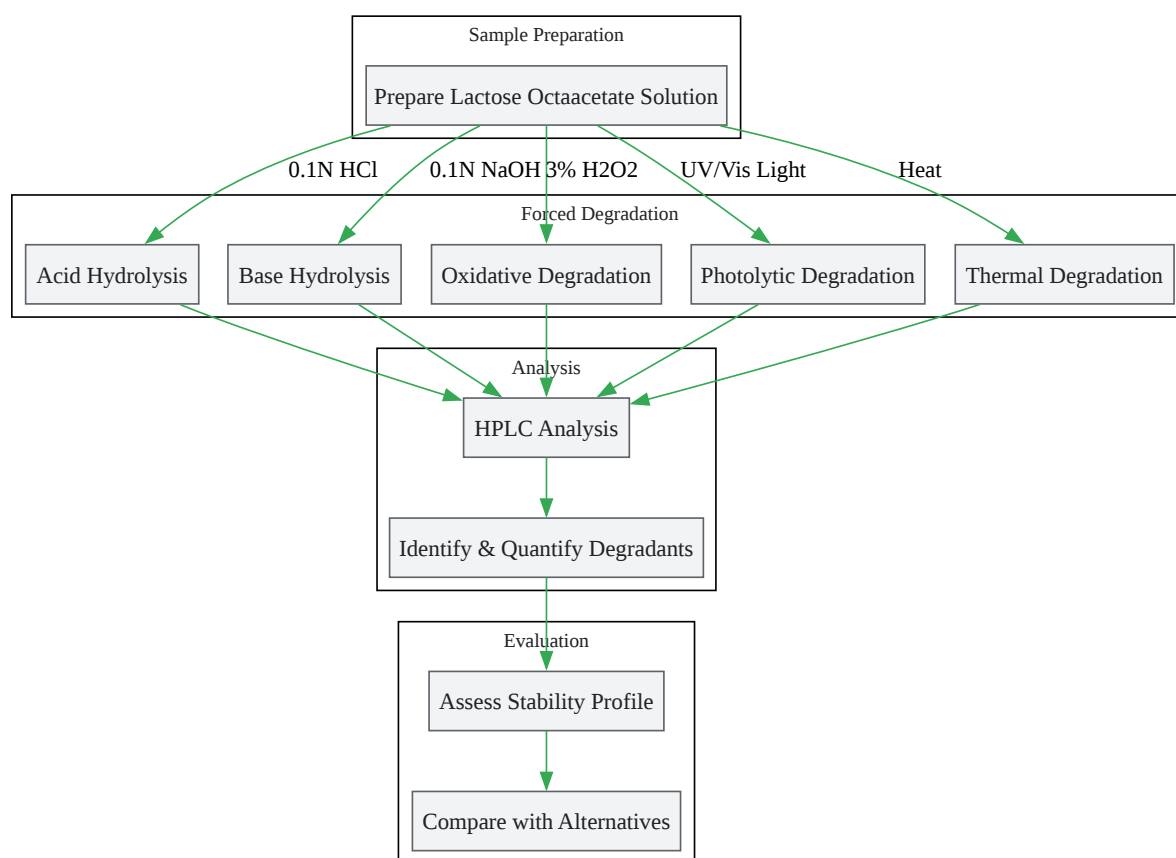 Sample Preparation
Prepare Lactose Octaacetate Solution
0.1N HCl
0.1N NaOH
3% H2O2
UV/Vis Light
Heat
Forced Degradation
Acid Hydrolysis
Base Hydrolysis
Oxidative Degradation
Photolytic Degradation
Thermal Degradation
Analysis
HPLC Analysis
Identify & Quantify Degradants
Evaluation
Assess Stability Profile
Compare with Alternatives